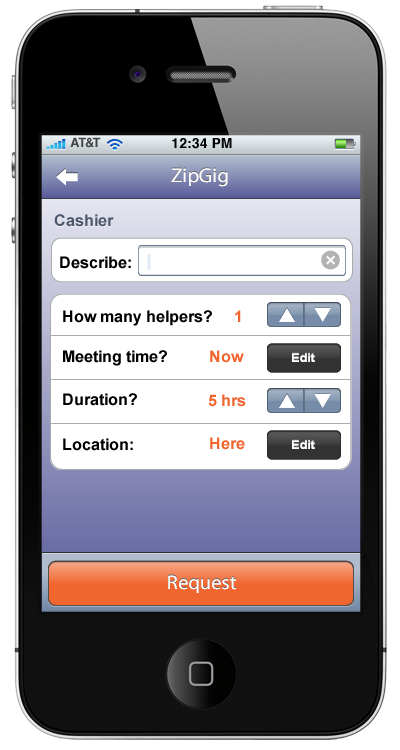 AT&T 12:34 PM
ZipGig
Cashier
Describe:
How many helpers? 1
Meeting time? Now Edit
Duration? 5 hrs
Location: Here Edit
Request